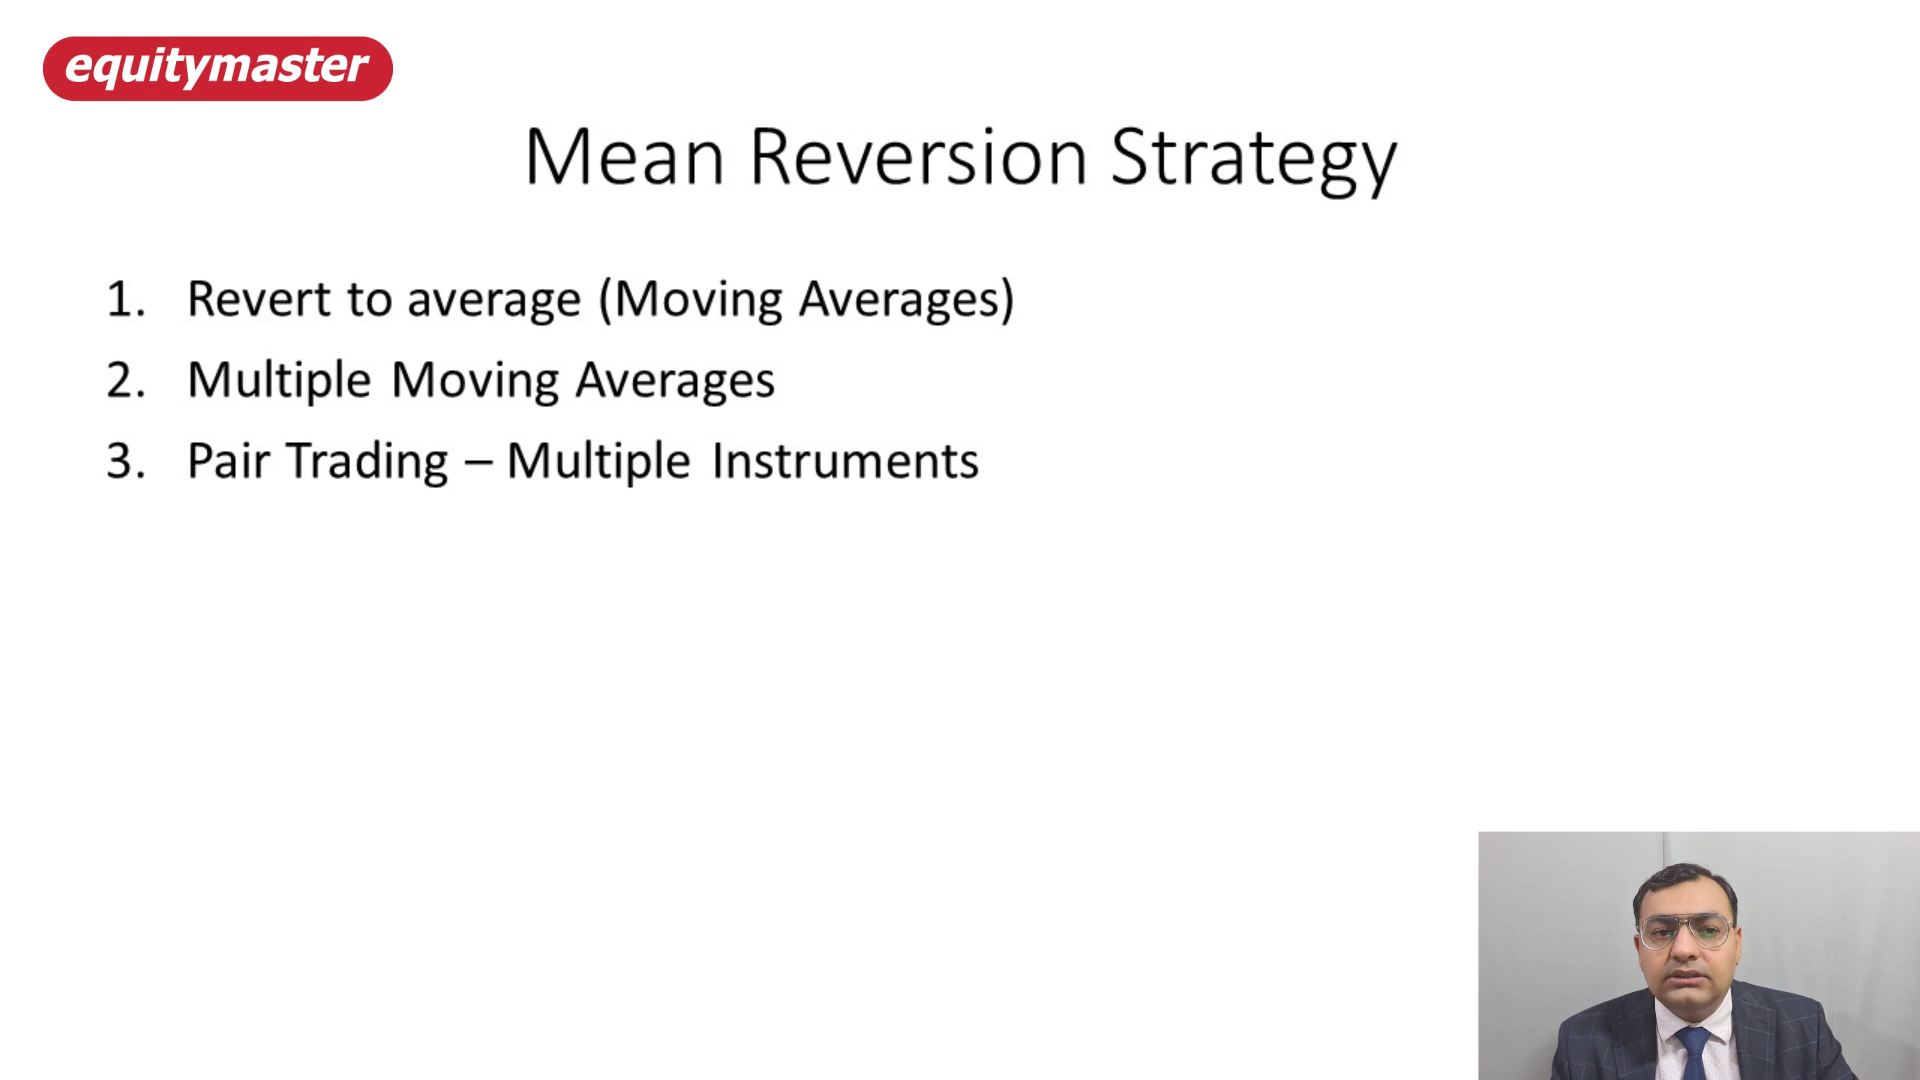 equitymaster
Mean Reversion Strategy
1. Revert to average (Moving Averages)
2. Multiple Moving Averages
3. Pair Trading – Multiple Instruments